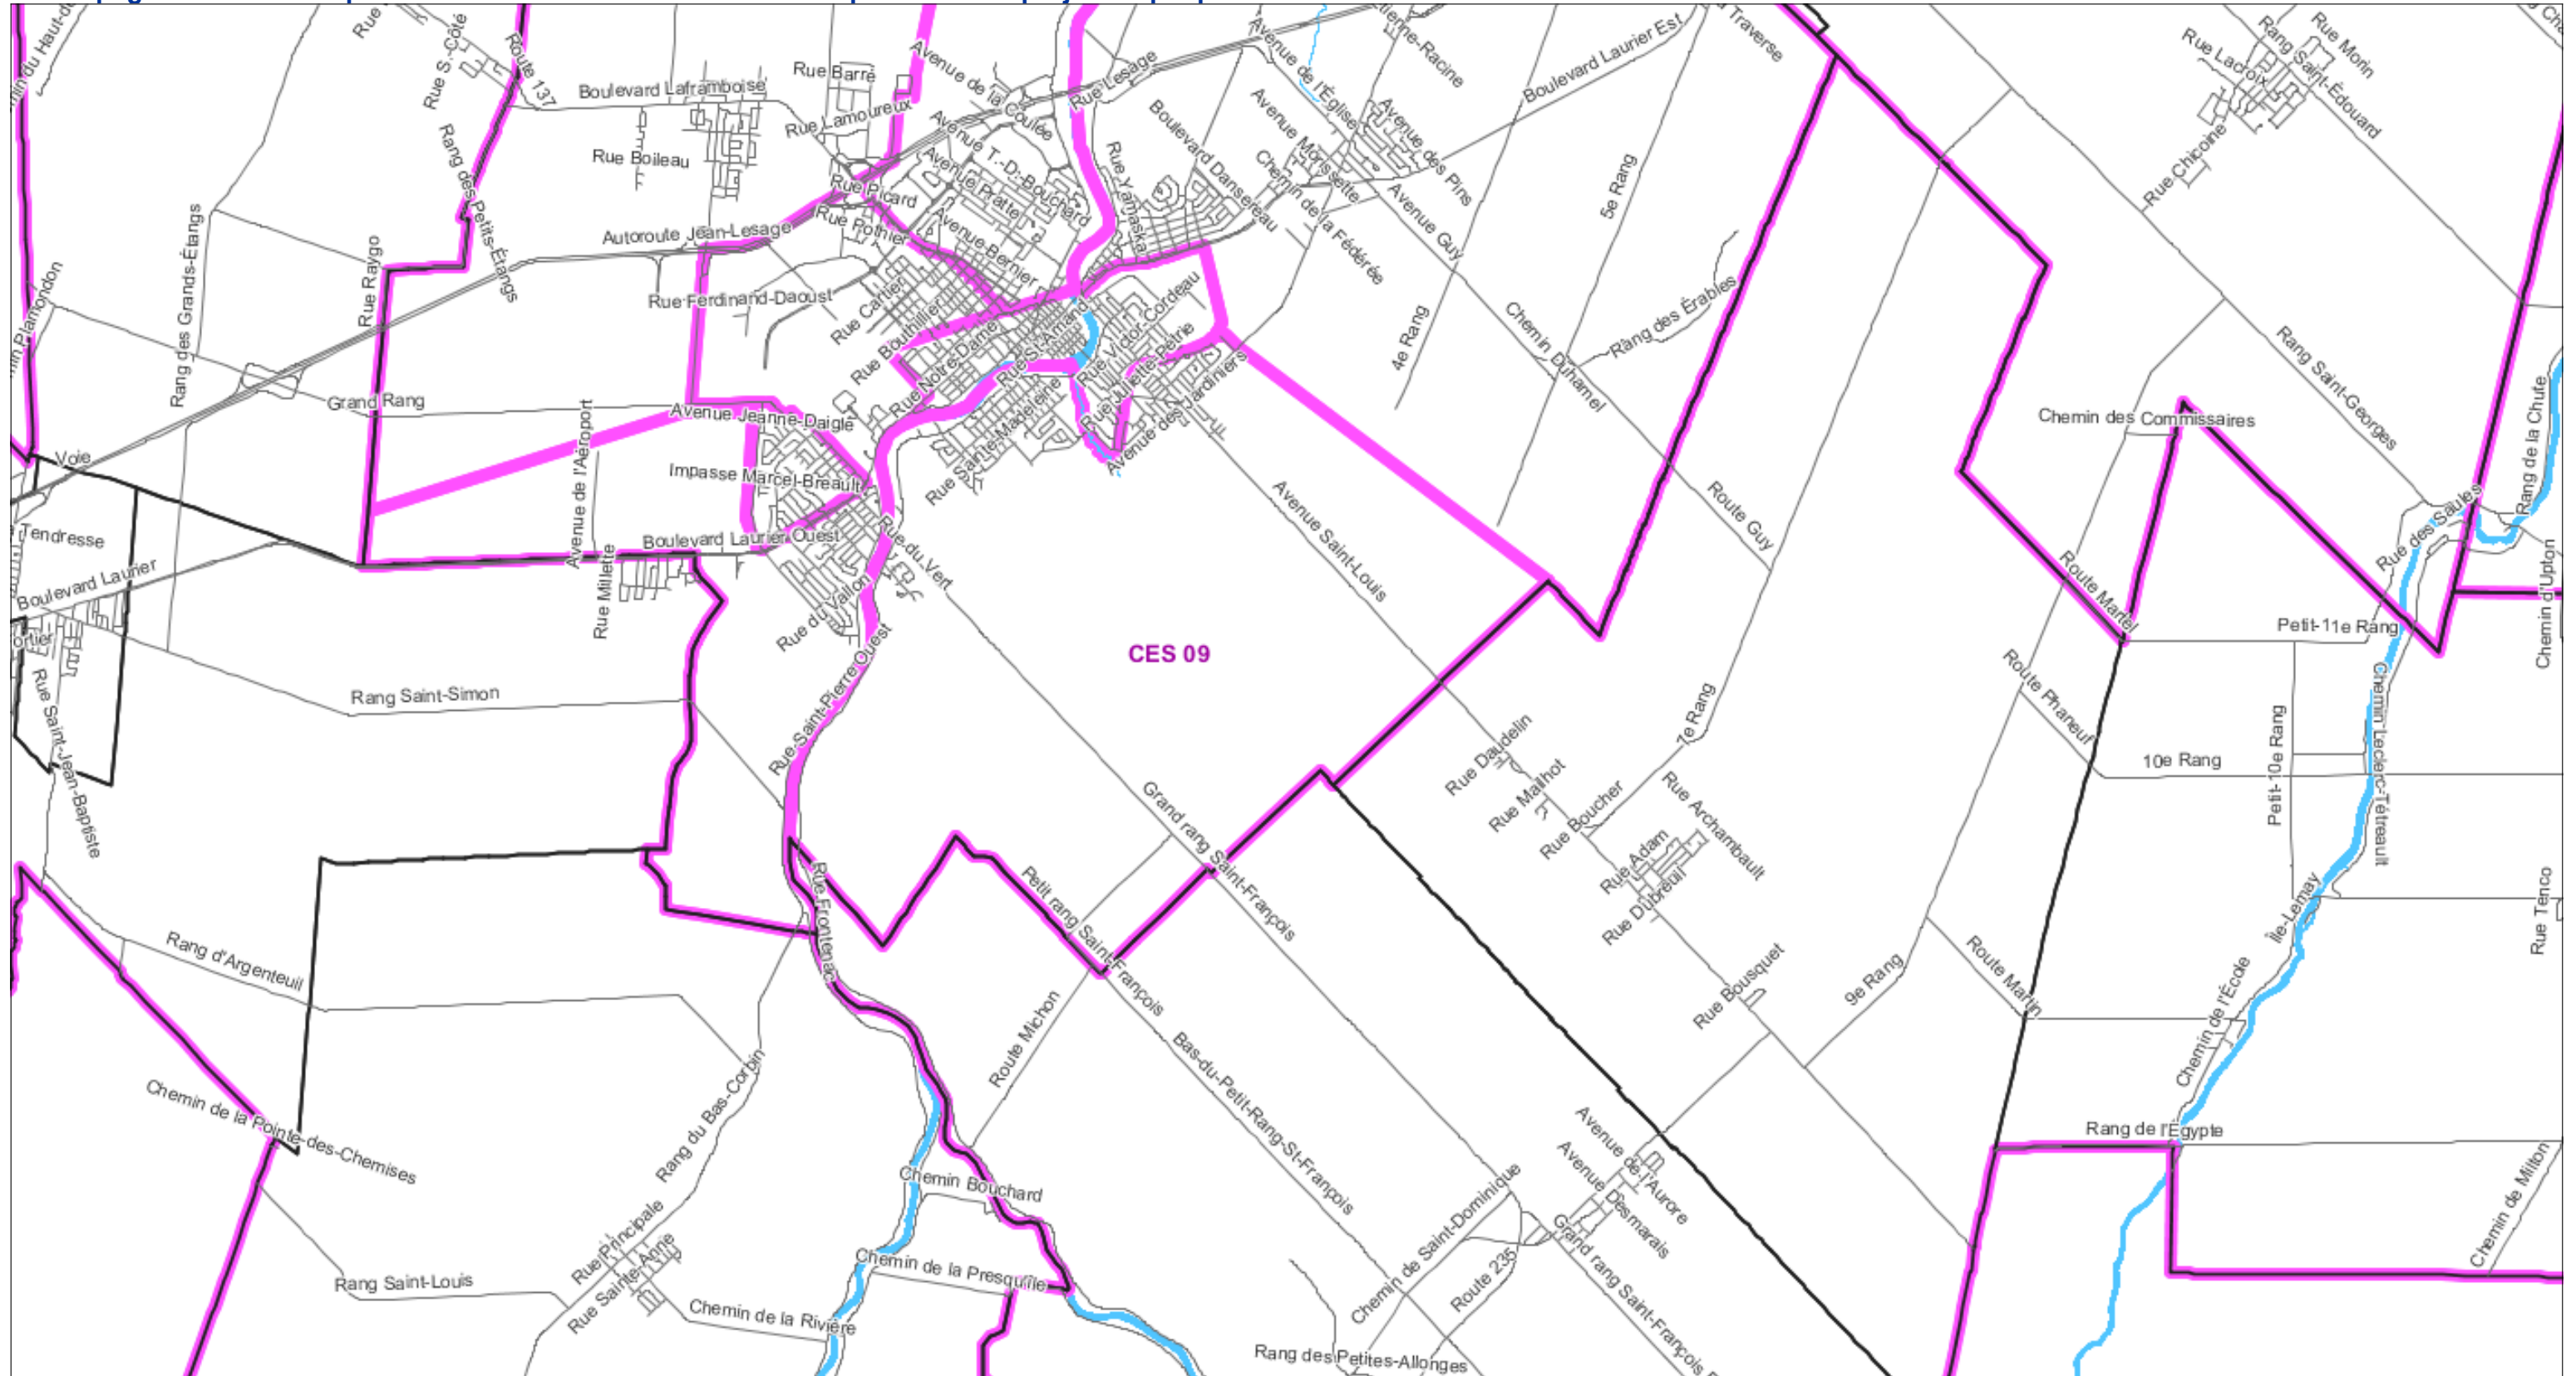 Rue S.-Côté
Route 137
Boulevard Laframboise
Rue Barré
Avenue de la Coulée
Rue Lesage
Avenue de l'Église
Boulevard Laurier Est
Rue Lacroix
Rang Saint-Édouard
Rue Morin
Rue Lamoureux
Avenue T.-D.-Bouchard
Avenue Pratte
Rue Yamaska
Boulevard Dansereau
Avenue Morissette
Avenue des Pins
Rue Boileau
Rang des Petits-Étangs
Rue Picard
Rue Pothier
Avenue Bernier
Chemin de la Fédérée
Avenue Guy
5e Rang
Rue Chicoine
Rang des Grands-Étangs
Rue Raygo
Autoroute Jean-Lesage
Rue Ferdinand-Daoust
Rue Cartier
Rue Bouthillier
Rue Notre-Dame
Rue St-Amand
Rue Victor-Cordeau
Rue Juliette-Pétrie
Avenue des Jardiniers
4e Rang
Chemin Duhamel
Rang des Érables
Rang Saint-Georges
Chemin des Commissaires
Rang de la Chute
Grand Rang
Avenue de l'Aéroport
Avenue Jeanne-Daigle
Impasse Marcel-Breault
Rue Sainte-Madeleine
Avenue Saint-Louis
Route Guy
Voie
Tendresse
Boulevard Laurier
Boulevard Laurier Ouest
Rue Millette
Rue du Vert
Rue du Vallon
Rue des Saules
Route Martel
Petit-11e Rang
Chemin d'Upton
CES 09
Rue Saint-Pierre Ouest
Rang Saint-Simon
Rue Saint-Jean-Baptiste
Rue Daudelin
1e Rang
Route Phaneuf
10e Rang
Petit-10e Rang
Chemin Leclerc-Tétreault
Rue Mailhot
Rue Boucher
Rue Archambault
Rue Adam
Rue Dubreuil
Grand rang Saint-François
Petit rang Saint-François
Rue Frontenac
Rang d'Argenteuil
Île-Lemay
Rue Tenco
Rue Bousquet
9e Rang
Route Martin
Chemin de l'École
Route Michon
Bas-du-Petit-Rang-St-François
Rang du Bas-Corbin
Chemin de la Pointe-des-Chemises
Rang de l'Égypte
Avenue de l'Aurore
Avenue Desmarais
Chemin de Milton
Chemin Bouchard
Chemin de Saint-Dominique
Route 235
Grand rang Saint-François
Rue Principale
Rue Sainte-Anne
Rang Saint-Louis
Chemin de la Presqu'île
Chemin de la Rivière
Rang des Petites-Allonges